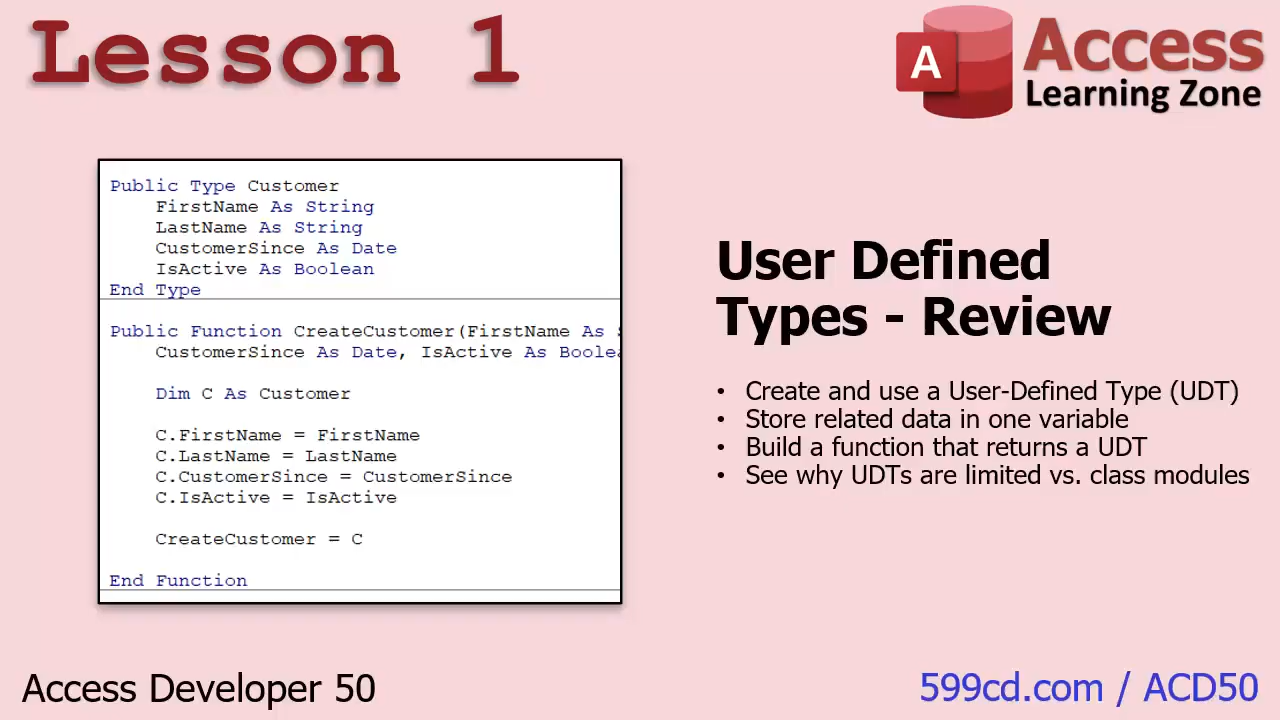 Lesson 1
A
Access
Learning Zone
Public Type Customer
FirstName As String
LastName As String
CustomerSince As Date
IsActive As Boolean
End Type
Public Function CreateCustomer(FirstName As
CustomerSince As Date, IsActive As Boolea
Dim C As Customer
C.FirstName = FirstName
C.LastName = LastName
C.CustomerSince = CustomerSince
C.IsActive = IsActive
CreateCustomer = C
End Function
User Defined
Types - Review
• Create and use a User-Defined Type (UDT)
• Store related data in one variable
• Build a function that returns a UDT
• See why UDTs are limited vs. class modules
Access Developer 50
599cd.com / ACD50